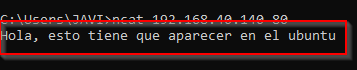 C:\Users\JAVI>ncat 192.168.40.140 80
Hola, esto tiene que aparecer en el ubuntu